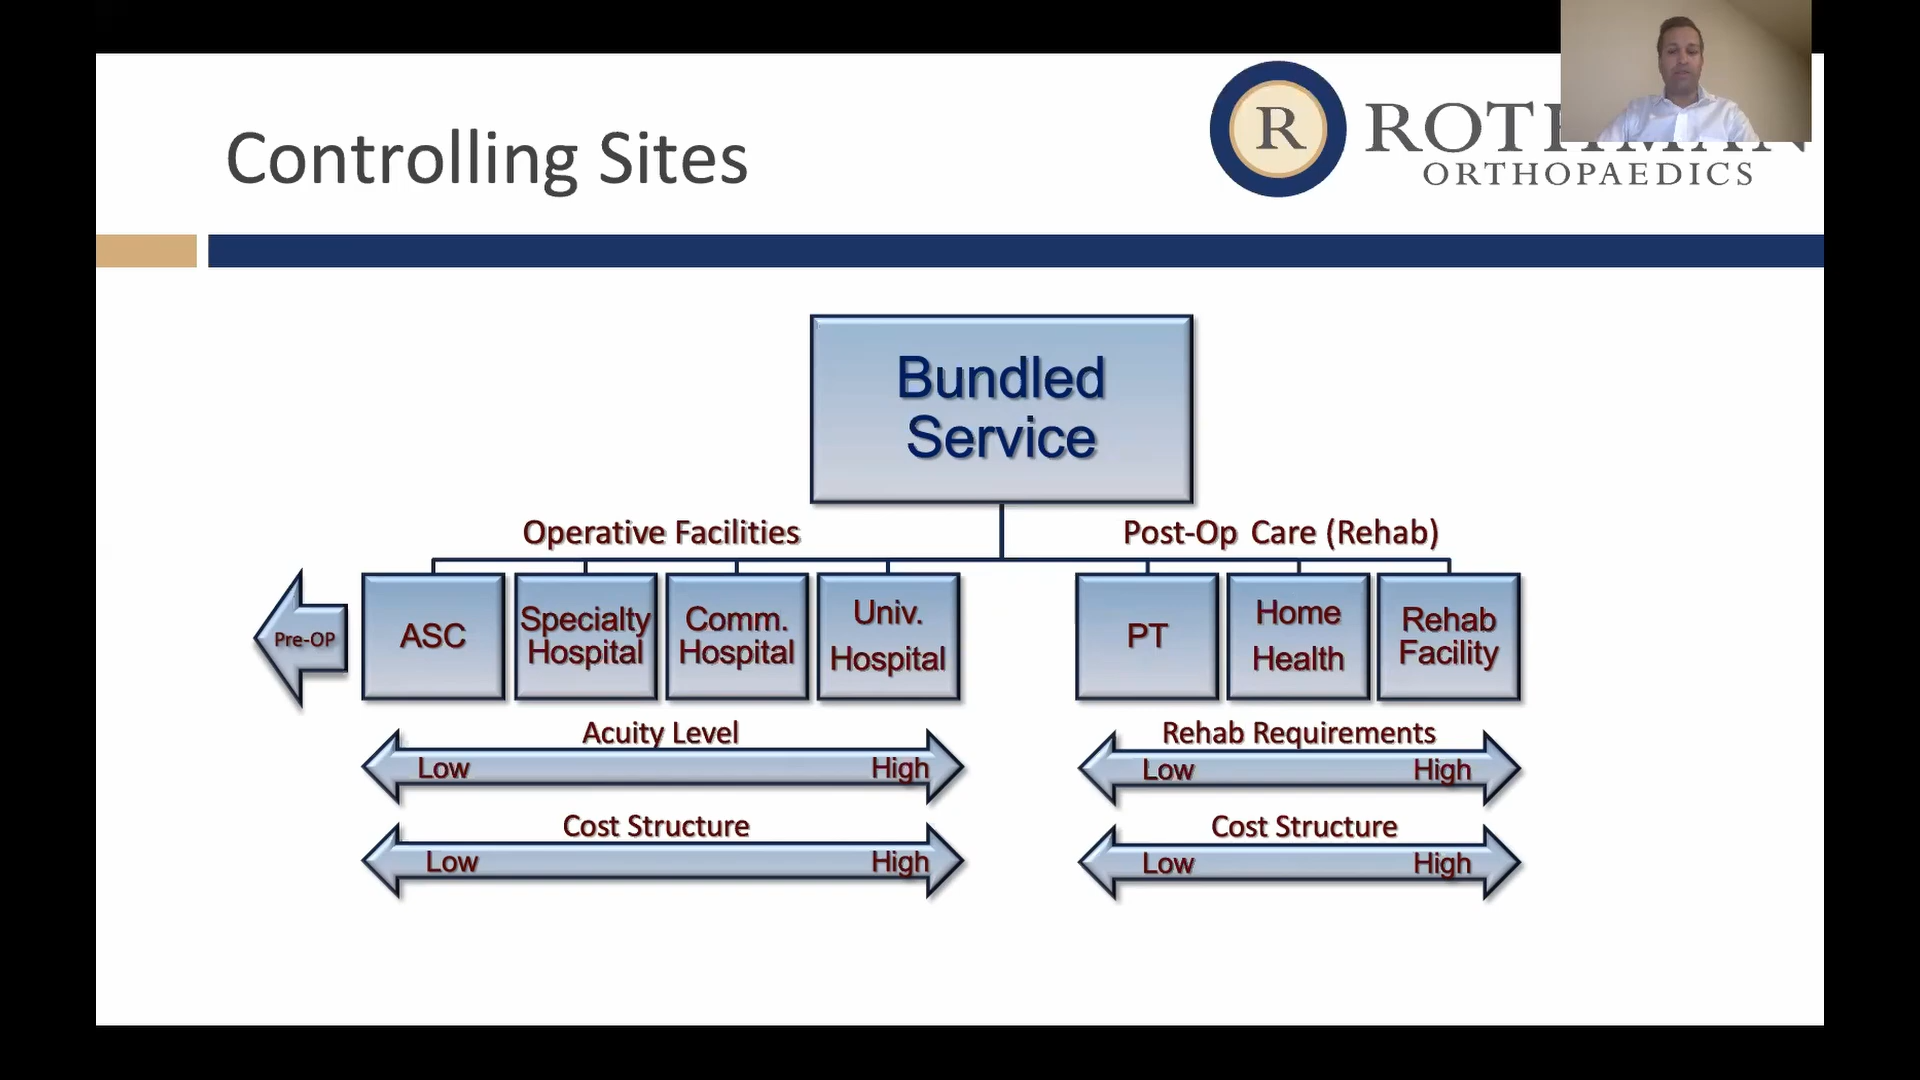 Controlling Sites
R
ORTHOPAEDICS
Bundled
Service
Operative Facilities
Post-Op Care (Rehab)
Pre-OP
ASC
Specialty
Hospital
Comm.
Hospital
Univ.
Hospital
PT
Home
Health
Rehab
Facility
Acuity Level
Low
High
Rehab Requirements
Low
High
Cost Structure
Low
High
Cost Structure
Low
High